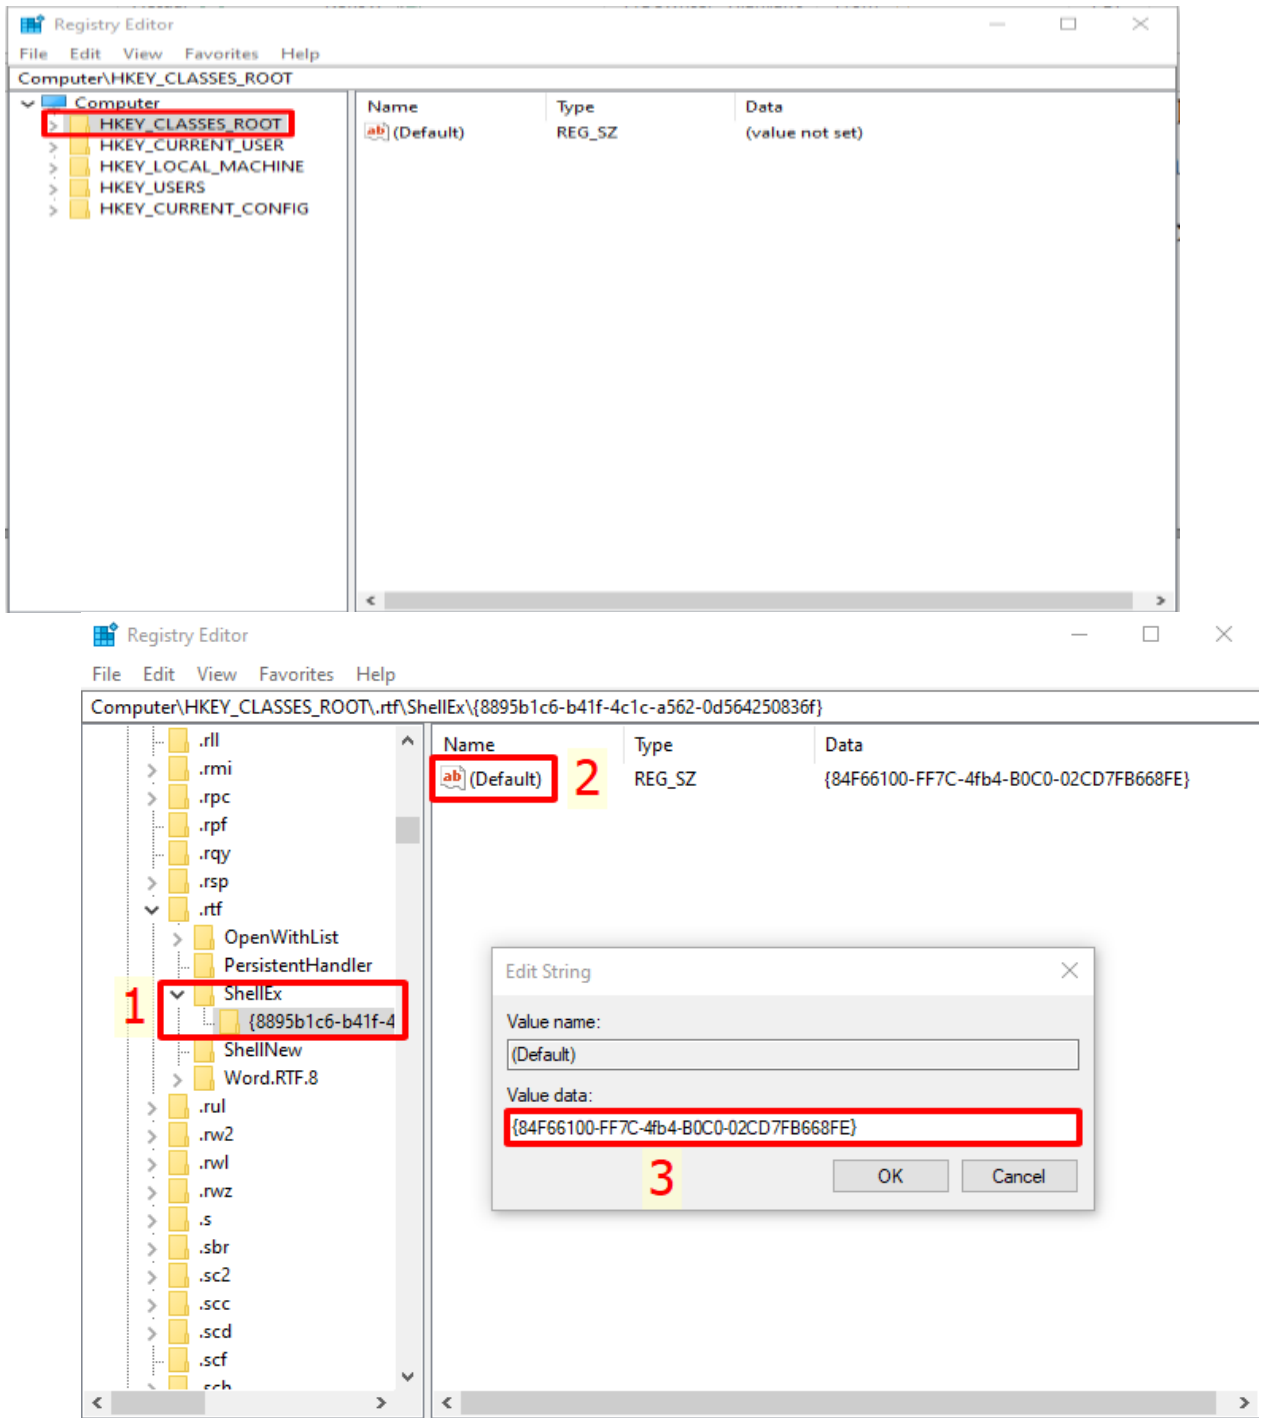 Registry Editor
File Edit View Favorites Help
Computer\HKEY_CLASSES_ROOT
Computer
HKEY_CLASSES_ROOT
HKEY_CURRENT_USER
HKEY_LOCAL_MACHINE
HKEY_USERS
HKEY_CURRENT_CONFIG
Name Type Data
ab (Default) REG_SZ (value not set)
Registry Editor
File Edit View Favorites Help
Computer\HKEY_CLASSES_ROOT\.rtf\ShellEx\{8895b1c6-b41f-4c1c-a562-0d564250836f}
.rll
.rmi
.rpc
.rpf
.rqy
.rsp
.rtf
OpenWithList
PersistentHandler
1 ShellEx
{8895b1c6-b41f-4
ShellNew
Word.RTF.8
.rul
.rw2
.rwl
.rwz
.s
.sbr
.sc2
.scc
.scd
.scf
.sch
Name Type Data
ab (Default) 2 REG_SZ {84F66100-FF7C-4fb4-B0C0-02CD7FB668FE}
Edit String
Value name:
(Default)
Value data:
{84F66100-FF7C-4fb4-B0C0-02CD7FB668FE}
3
OK Cancel